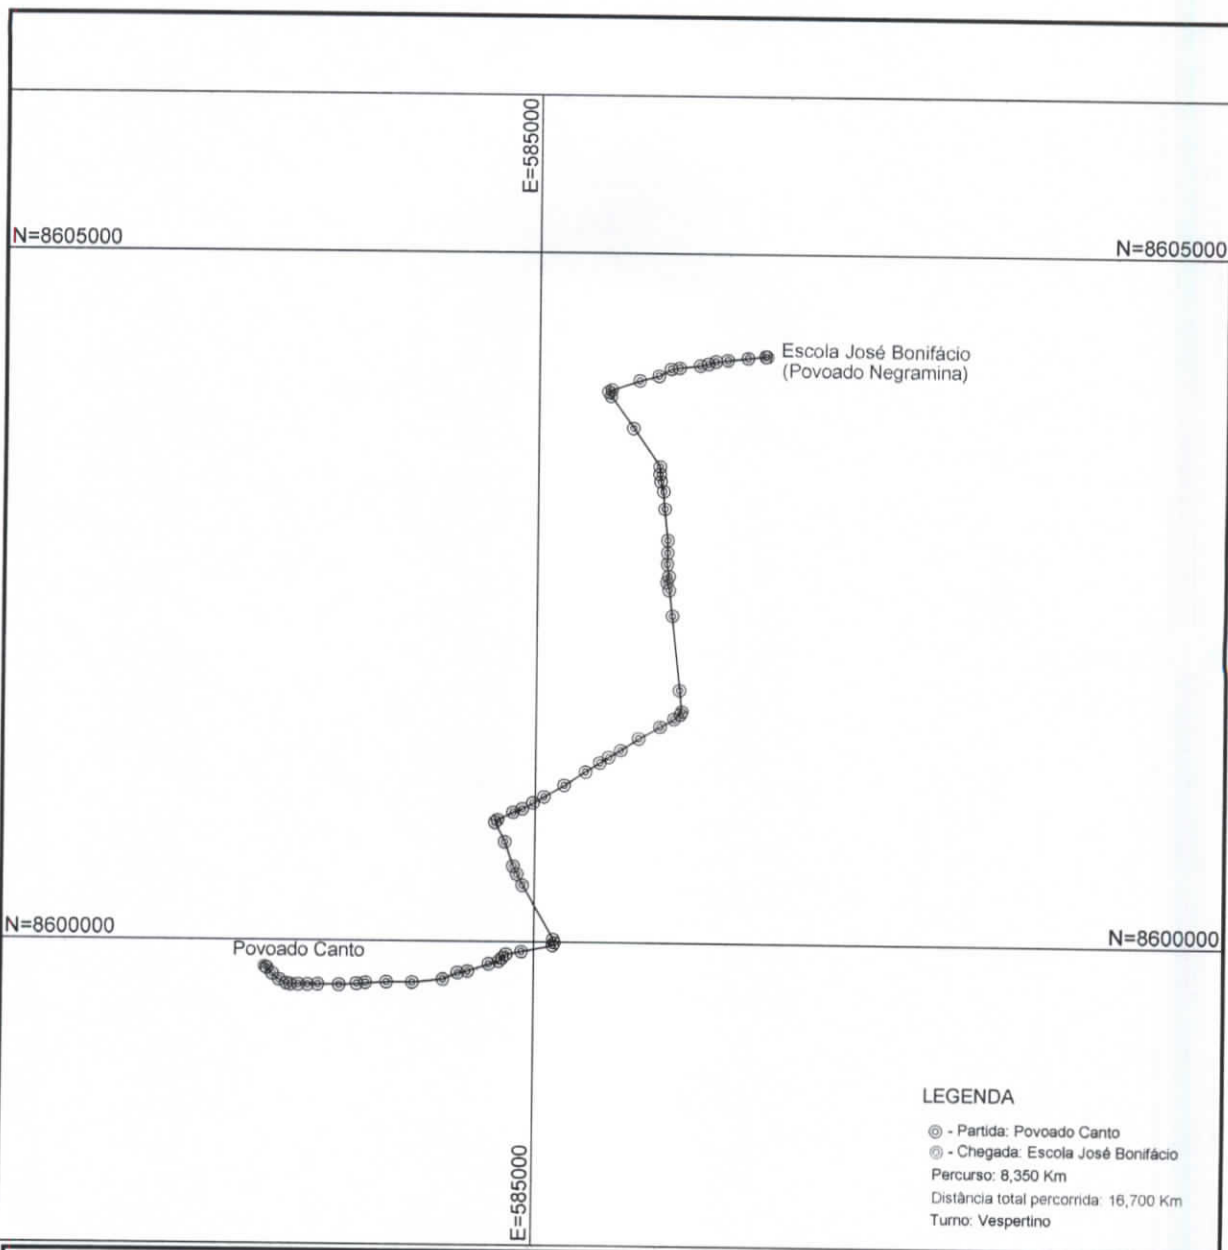 E=585000
N=8605000
N=8605000
Escola José Bonifácio
(Povoado Negramina)
N=8600000
N=8600000
Povoado Canto
E=585000
LEGENDA
◎ - Partida: Povoado Canto
◎ - Chegada: Escola José Bonifácio
Percurso: 8,350 Km
Distância total percorrida: 16,700 Km
Turno: Vespertino